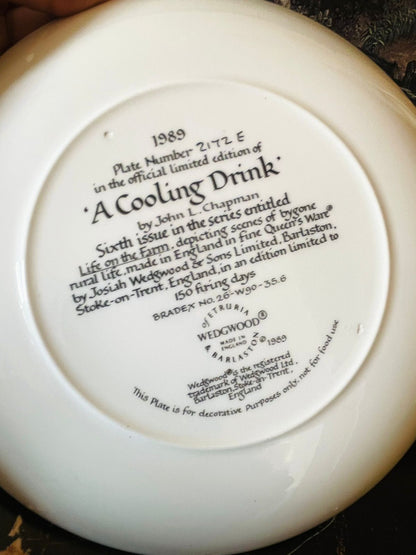 1989
Plate Number 2172 E
in the official limited edition of
'A Cooling Drink'
by John L. Chapman
Sixth issue in the series entitled
Life on the Farm, depicting scenes of bygone
rural life, made in England in fine Queen's Ware®
by Josiah Wedgwood & Sons Limited, Barlaston,
Stoke-on-Trent, England, in an edition limited to
150 firing days
BRADEX No. 26-W90-35.6
of ETRURIA
WEDGWOOD®
MADE IN
ENGLAND
& BARLASTON
© 1989
Wedgwood® is the registered
trademark of Wedgwood Ltd.
Barlaston, Stoke-on-Trent,
England
This Plate is for decorative Purposes only, not for food use